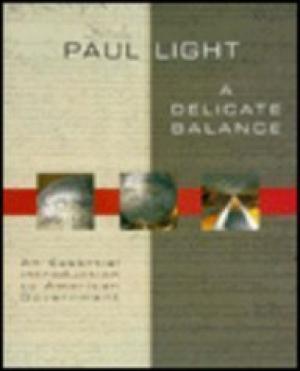 PAUL LIGHT
A
DELICATE
BALANCE
An Essential
Introduction
to American
Government